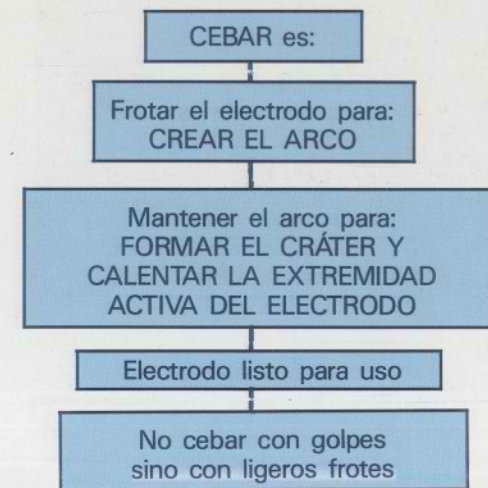 CEBAR es:
Frotar el electrodo para:
CREAR EL ARCO
Mantener el arco para:
FORMAR EL CRÁTER Y
CALENTAR LA EXTREMIDAD
ACTIVA DEL ELECTRODO
Electrodo listo para uso
No cebar con golpes
sino con ligeros frotes